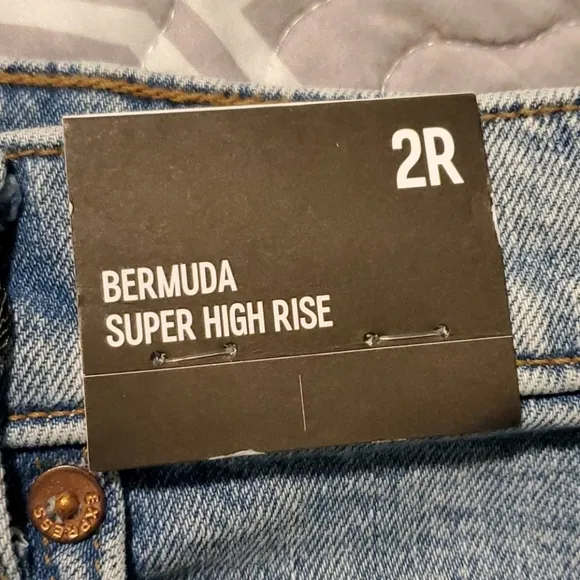 2R
BERMUDA
SUPER HIGH RISE
EXPRESS